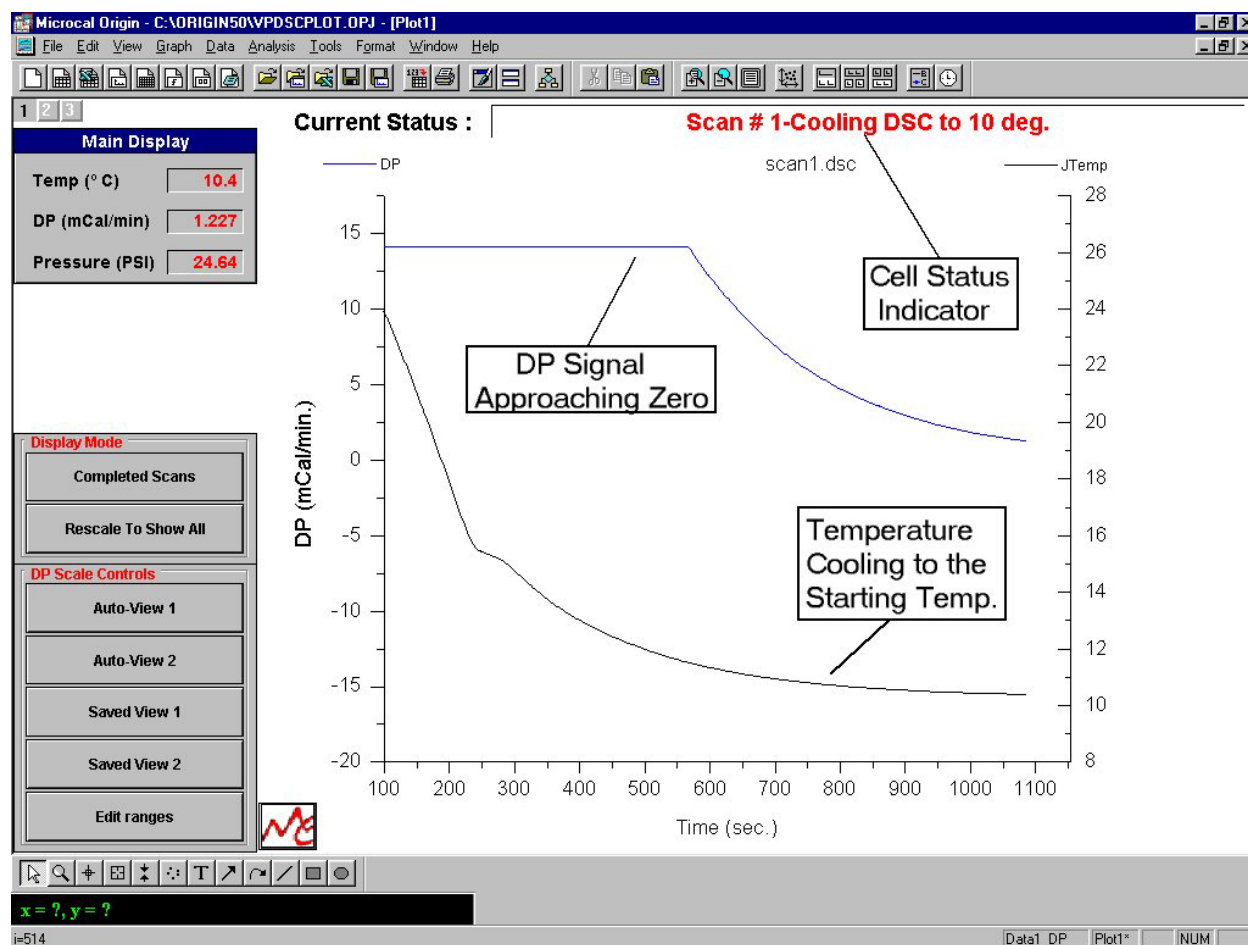 Microcal Origin - C:\ORIGIN50\VPDSCPLOT.OPJ - [Plot1]
File Edit View Graph Data Analysis Tools Format Window Help
1 2 3
Current Status : Scan # 1-Cooling DSC to 10 deg.
Main Display
Temp (° C) 10.4
DP (mCal/min) 1.227
Pressure (PSI) 24.64
Display Mode
Completed Scans
Rescale To Show All
DP Scale Controls
Auto-View 1
Auto-View 2
Saved View 1
Saved View 2
Edit ranges
DP
scan1.dsc
JTemp
Cell Status
Indicator
DP Signal
Approaching Zero
Temperature
Cooling to the
Starting Temp.
DP (mCal/min.)
15
10
5
0
-5
-10
-15
-20
28
26
24
22
20
18
16
14
12
10
8
100 200 300 400 500 600 700 800 900 1000 1100
Time (sec.)
T
x = ?, y = ?
i=514
Data1_DP Plot1* NUM